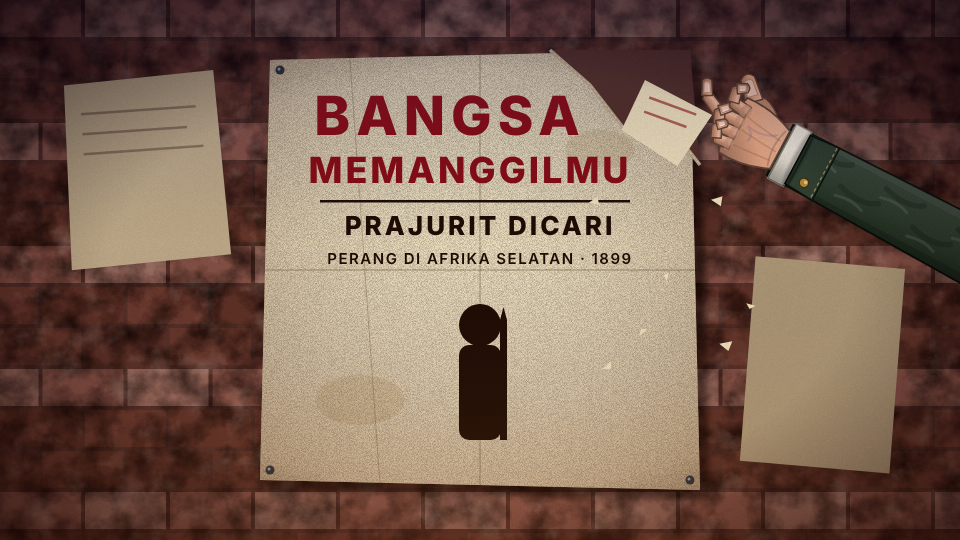 BANGSA
MEMANGGILMU
PRAJURIT DICARI
PERANG DI AFRIKA SELATAN · 1899